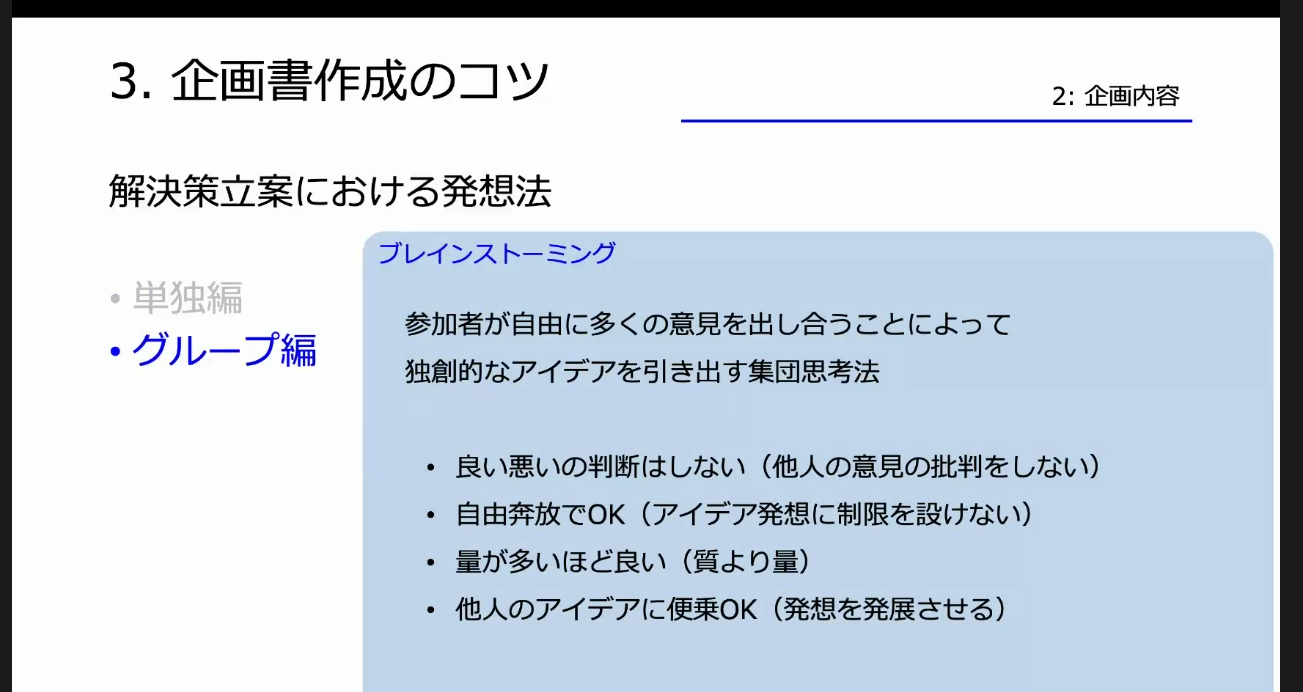 3. 企画書作成のコツ
2: 企画内容
解決策立案における発想法
• 単独編
• グループ編
ブレインストーミング
参加者が自由に多くの意見を出し合うことによって
独創的なアイデアを引き出す集団思考法
• 良い悪いの判断はしない（他人の意見の批判をしない）
• 自由奔放でOK（アイデア発想に制限を設けない）
• 量が多いほど良い（質より量）
• 他人のアイデアに便乗OK（発想を発展させる）